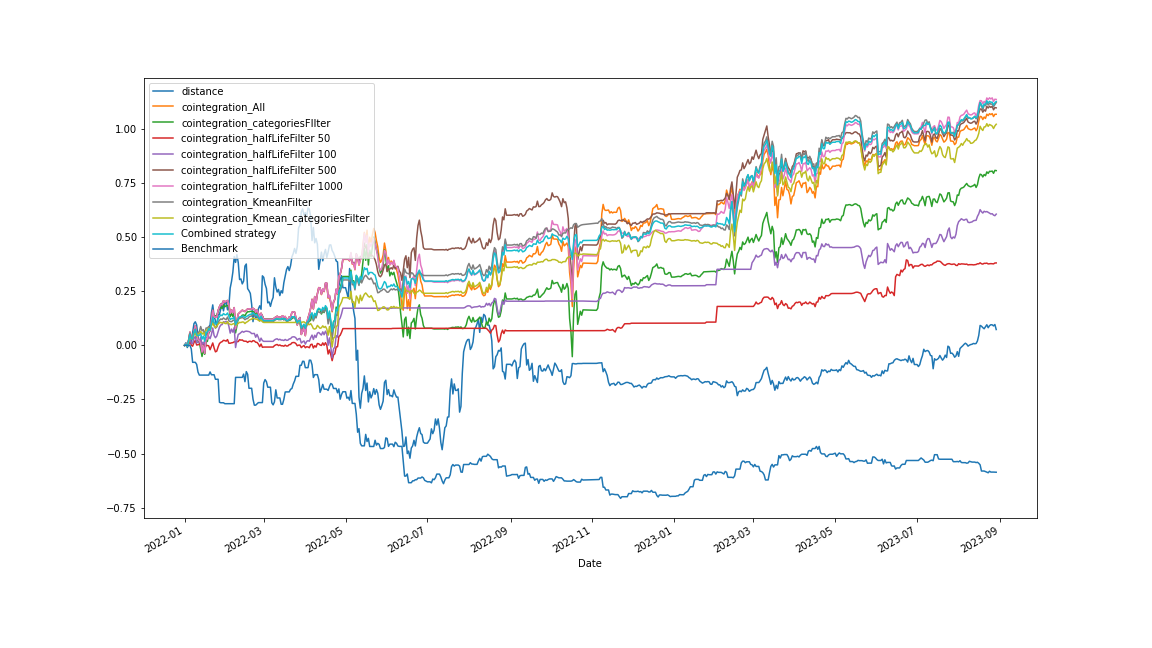 distance
cointegration_All
cointegration_categoriesFIlter
cointegration_halfLifeFilter 50
cointegration_halfLifeFilter 100
cointegration_halfLifeFilter 500
cointegration_halfLifeFilter 1000
cointegration_KmeanFilter
cointegration_Kmean_categoriesFilter
Combined strategy
Benchmark
1.00
0.75
0.50
0.25
0.00
−0.25
−0.50
−0.75
2022-01
2022-03
2022-05
2022-07
2022-09
2022-11
2023-01
2023-03
2023-05
2023-07
2023-09
Date